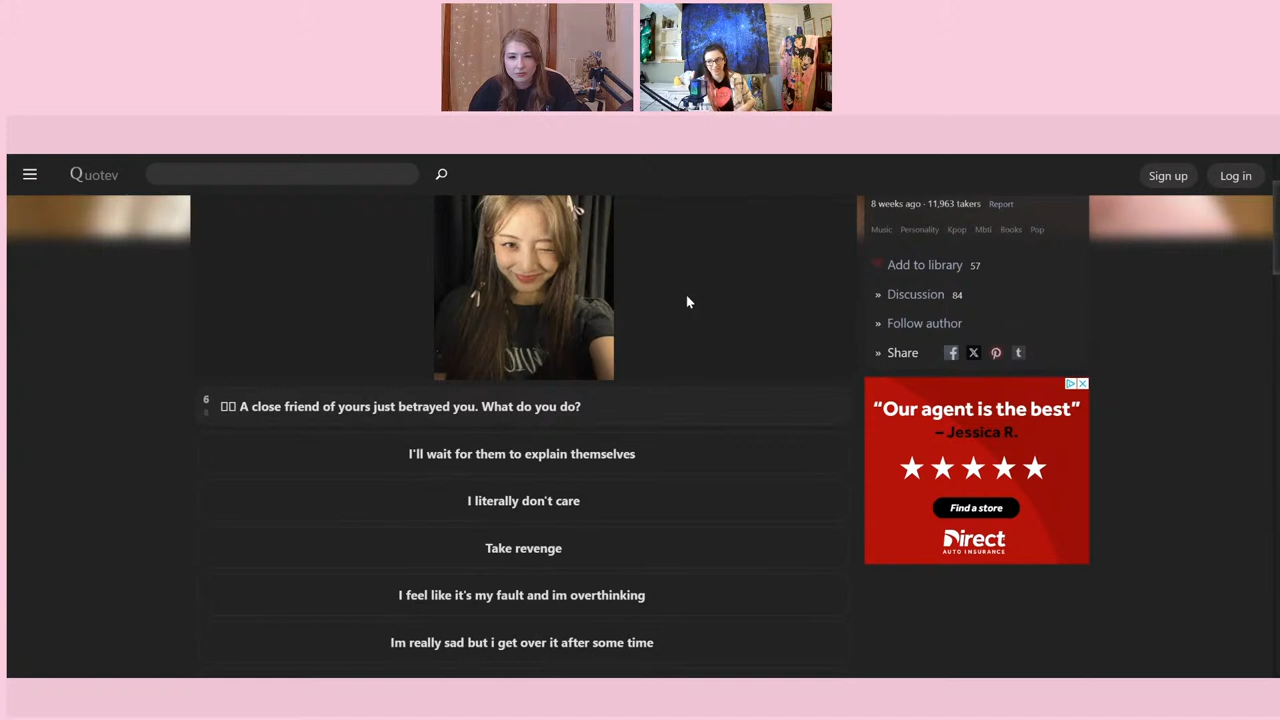 Quotev
Sign up
Log in
8 weeks ago · 11,963 takers Report
Music Personality Kpop Mbti Books Pop
Add to library 57
» Discussion 84
» Follow author
» Share
6
8
A close friend of yours just betrayed you. What do you do?
I'll wait for them to explain themselves
I literally don't care
Take revenge
I feel like it's my fault and im overthinking
Im really sad but i get over it after some time
“Our agent is the best”
– Jessica R.
Find a store
Direct
AUTO INSURANCE